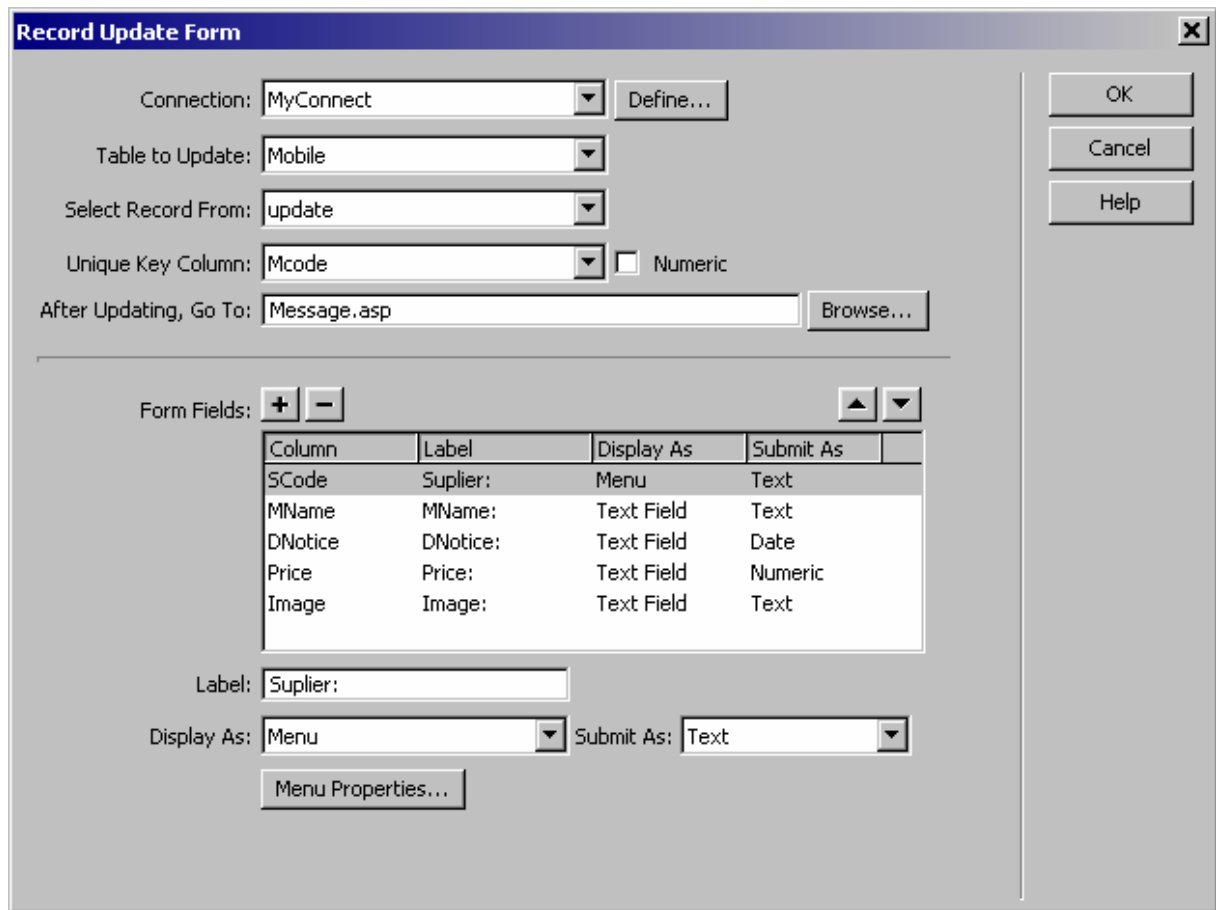 Record Update Form
Connection: MyConnect Define... OK
Table to Update: Mobile Cancel
Select Record From: update Help
Unique Key Column: Mcode Numeric
After Updating, Go To: Message.asp Browse...
Form Fields:
Column Label Display As Submit As
SCode Suplier: Menu Text
MName MName: Text Field Text
DNotice DNotice: Text Field Date
Price Price: Text Field Numeric
Image Image: Text Field Text
Label: Suplier:
Display As: Menu Submit As: Text
Menu Properties...